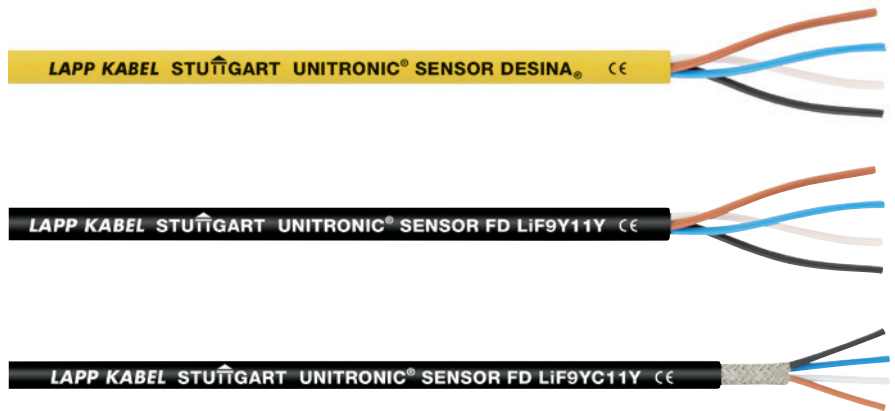 LAPP KABEL STUTTGART UNITRONIC® SENSOR DESINA® CE
LAPP KABEL STUTTGART UNITRONIC® SENSOR FD LiF9Y11Y CE
LAPP KABEL STUTTGART UNITRONIC® SENSOR FD LiF9YC11Y CE